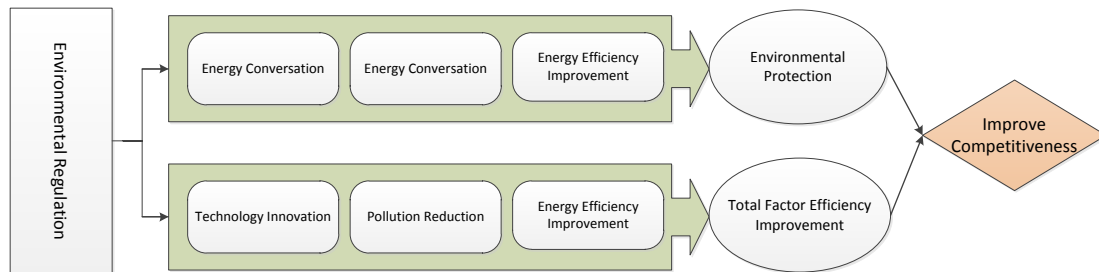 Environmental Regulation
Energy Conversation
Energy Conversation
Energy Efficiency
Improvement
Environmental
Protection
Improve
Competitiveness
Technology Innovation
Pollution Reduction
Energy Efficiency
Improvement
Total Factor Efficiency
Improvement